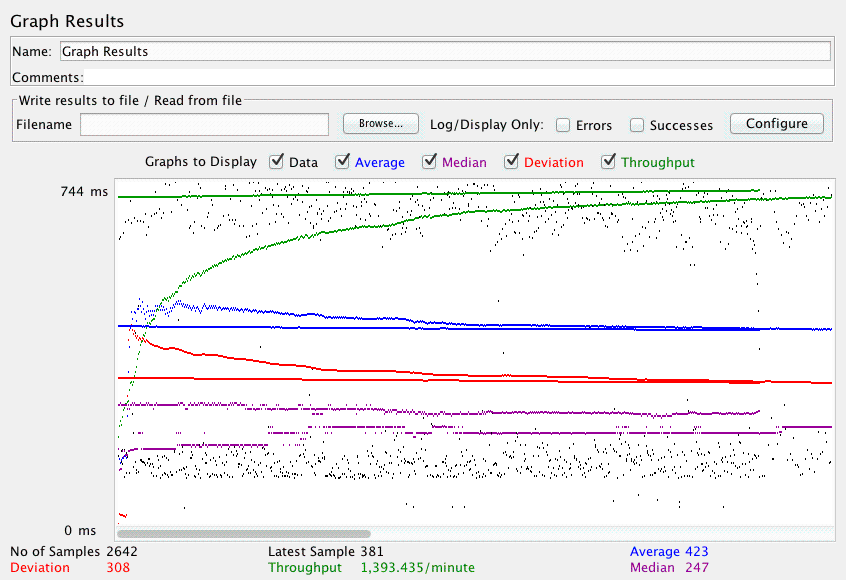 Graph Results
Name: Graph Results
Comments:
Write results to file / Read from file
Filename Browse... Log/Display Only: Errors Successes Configure
Graphs to Display Data Average Median Deviation Throughput
744 ms
0 ms
No of Samples 2642 Latest Sample 381 Average 423
Deviation 308 Throughput 1,393.435/minute Median 247